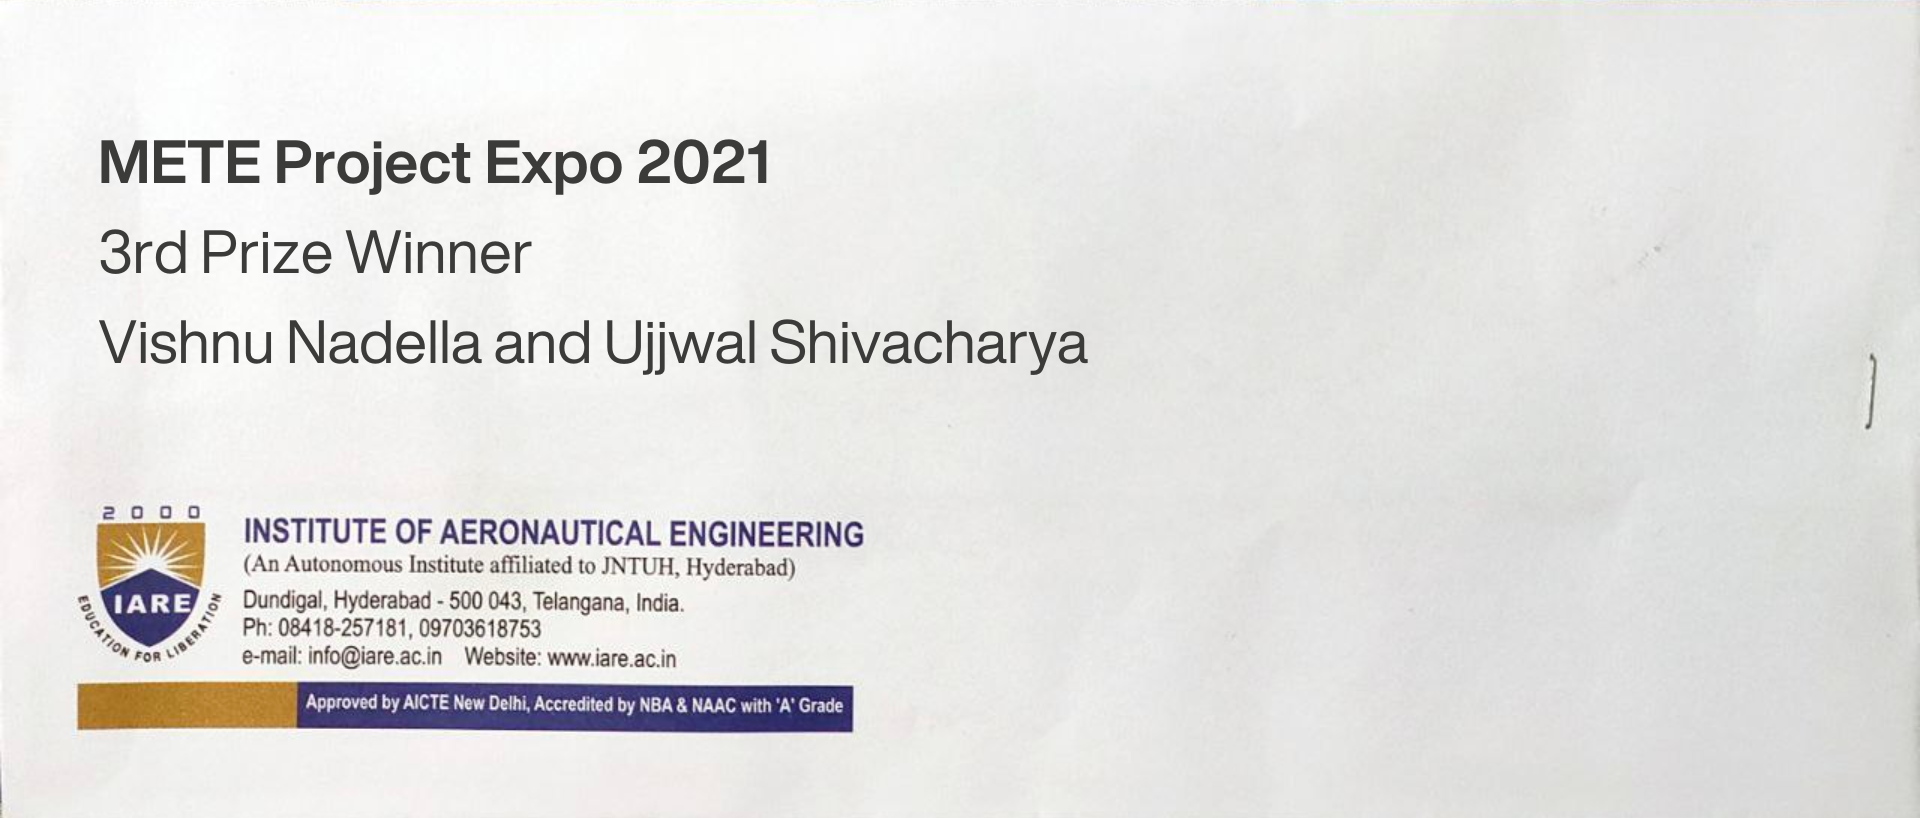 METE Project Expo 2021
3rd Prize Winner
Vishnu Nadella and Ujjwal Shivacharya
2000
IARE
EDUCATION FOR LIBERATION
INSTITUTE OF AERONAUTICAL ENGINEERING
(An Autonomous Institute affiliated to JNTUH, Hyderabad)
Dundigal, Hyderabad - 500 043, Telangana, India.
Ph: 08418-257181, 09703618753
e-mail: info@iare.ac.in Website: www.iare.ac.in
Approved by AICTE New Delhi, Accredited by NBA & NAAC with 'A' Grade